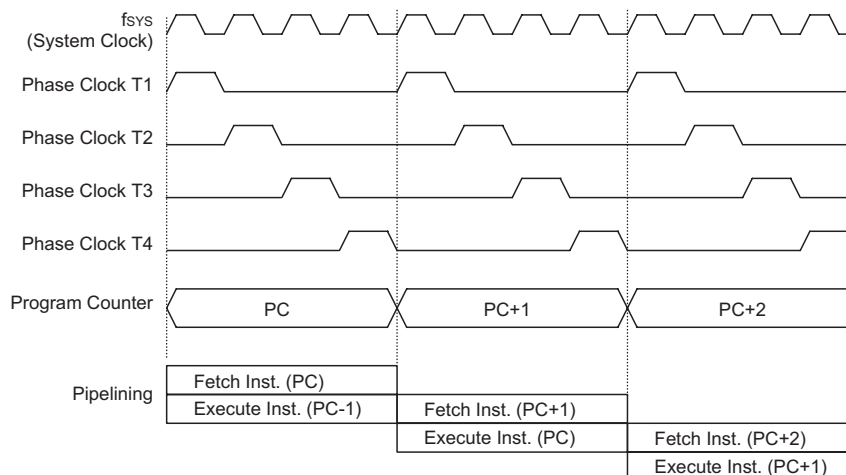 fSYS
(System Clock)
Phase Clock T1
Phase Clock T2
Phase Clock T3
Phase Clock T4
Program Counter
PC
PC+1
PC+2
Pipelining
Fetch Inst. (PC)
Execute Inst. (PC-1)
Fetch Inst. (PC+1)
Execute Inst. (PC)
Fetch Inst. (PC+2)
Execute Inst. (PC+1)